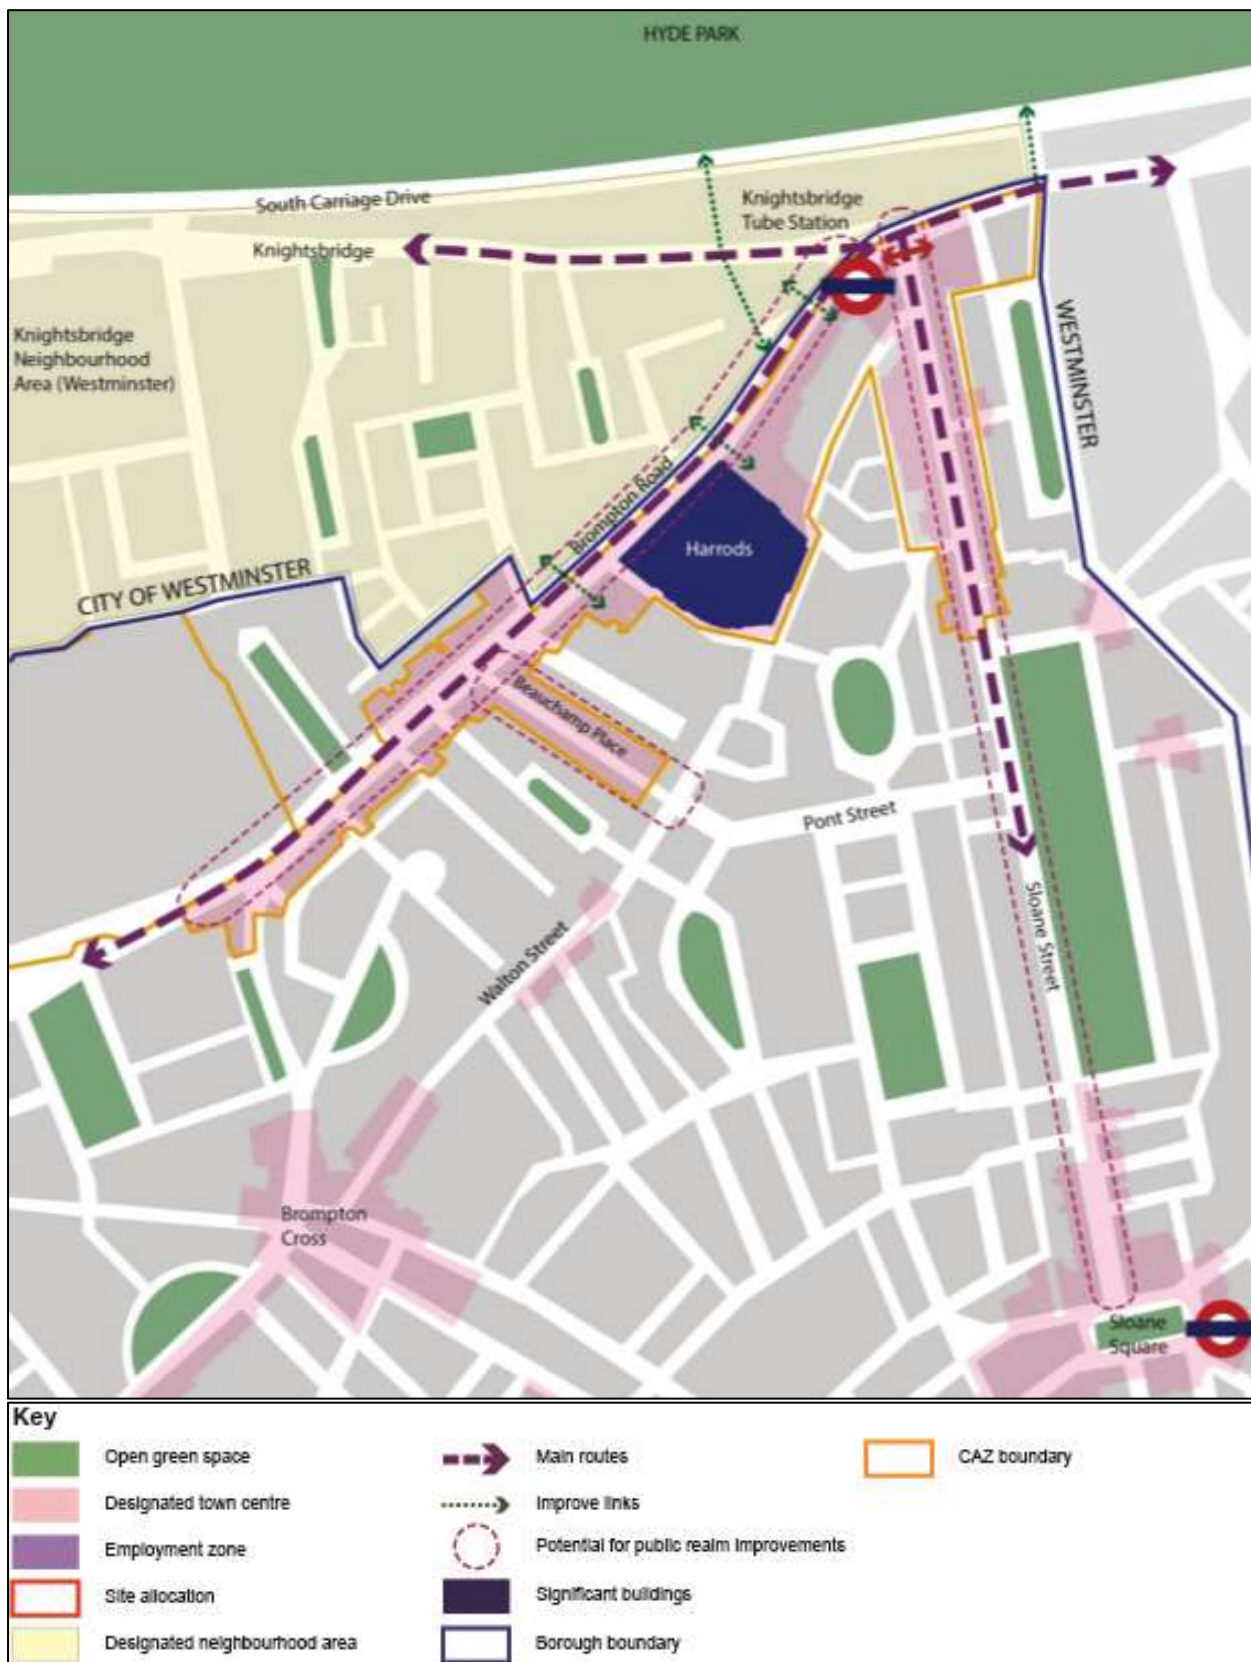 HYDE PARK
South Carriage Drive
Knightsbridge
Tube Station
Knightsbridge
Knightsbridge
Neighbourhood
Area (Westminster)
WESTMINSTER
Brompton Road
Harrods
CITY OF WESTMINSTER
Beauchamp Place
Pont Street
Sloane Street
Walton Street
Brompton
Cross
Sloane
Square
Key
Open green space
Designated town centre
Employment zone
Site allocation
Designated neighbourhood area
Main routes
Improve links
Potential for public realm improvements
Significant buildings
Borough boundary
CAZ boundary